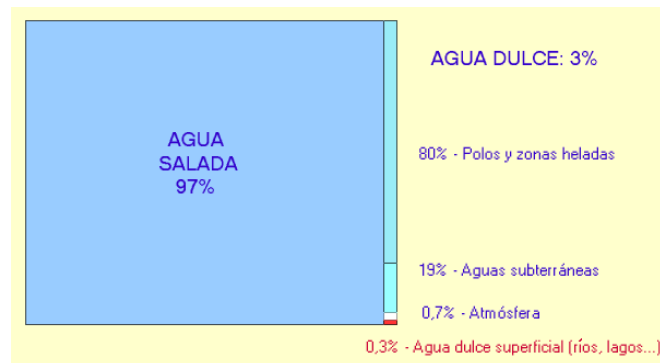 AGUA DULCE: 3%
AGUA
SALADA
97%
80% - Polos y zonas heladas
19% - Aguas subterráneas
0,7% - Atmósfera
0,3% - Agua dulce superficial (ríos, lagos...)